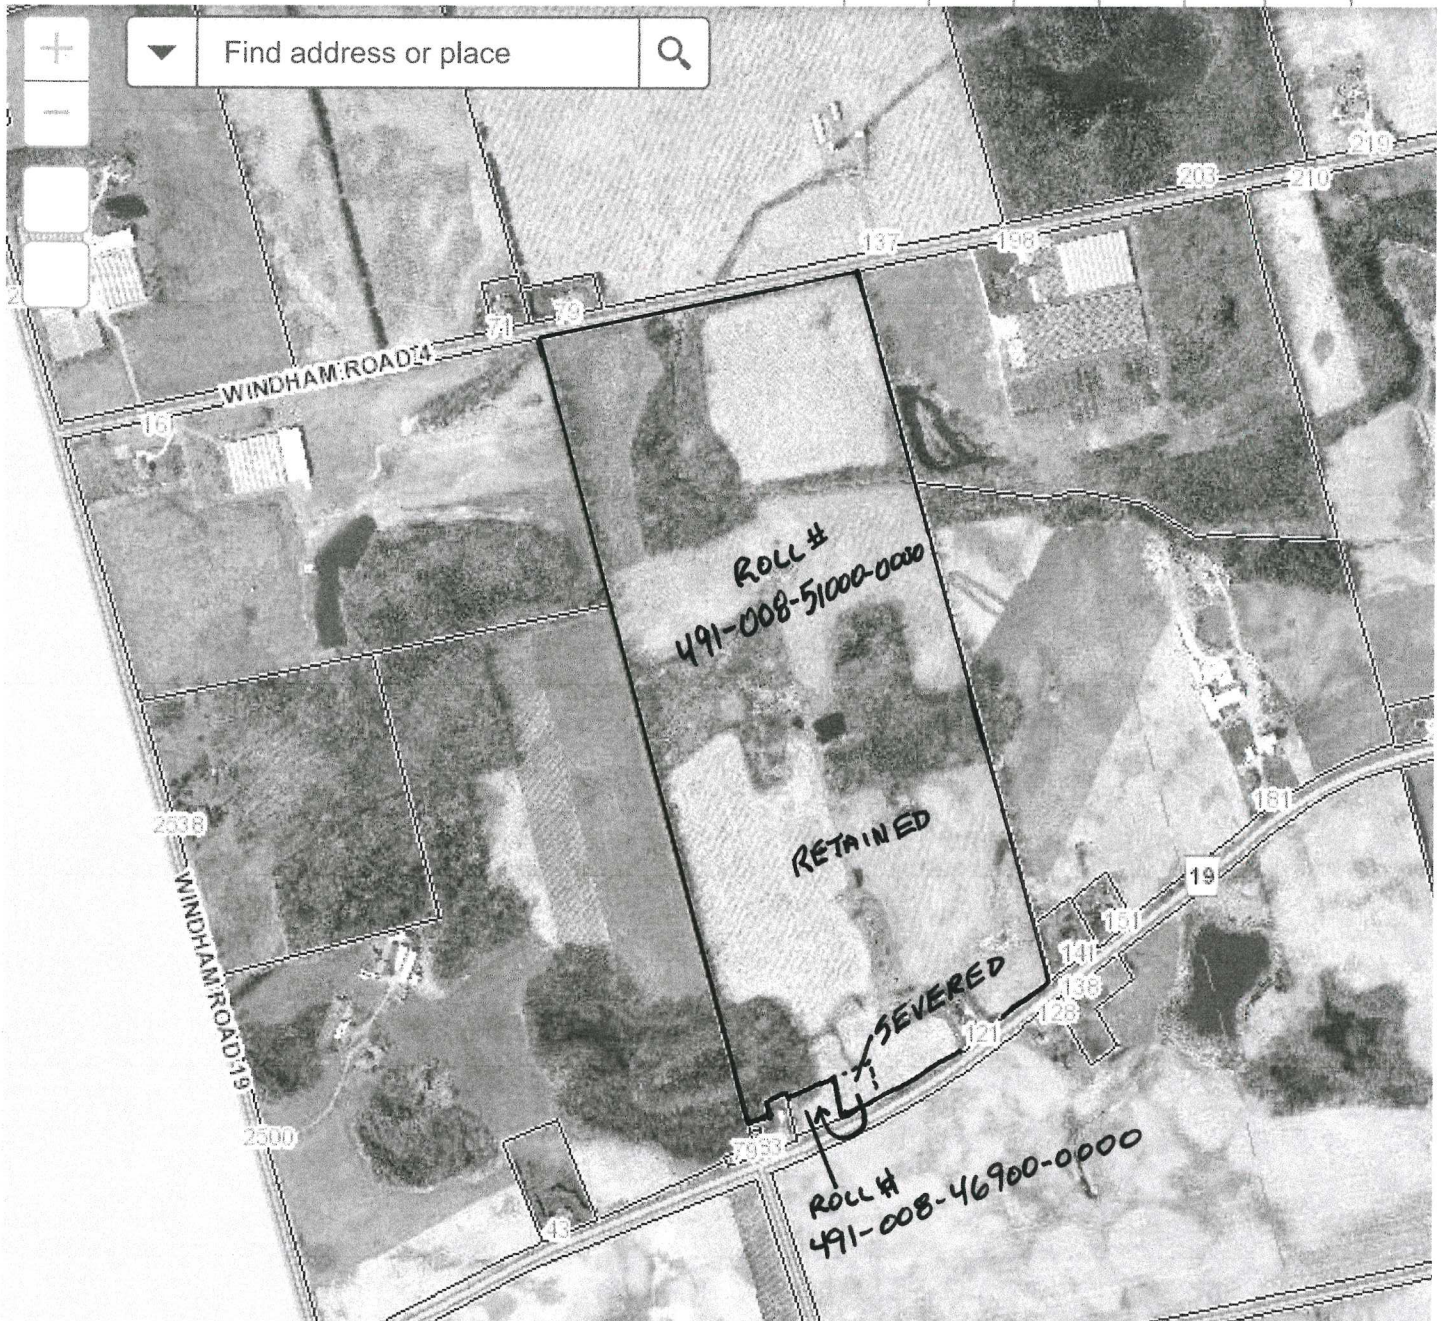 Find address or place
219
203
210
137
198
71
79
WINDHAM ROAD 4
16
ROLL #
491-008-51000-0000
2538
181
RETAINED
19
151
141
WINDHAM ROAD 19
SEVERED
138
128
121
2500
ROLL #
491-008-46900-0000
43